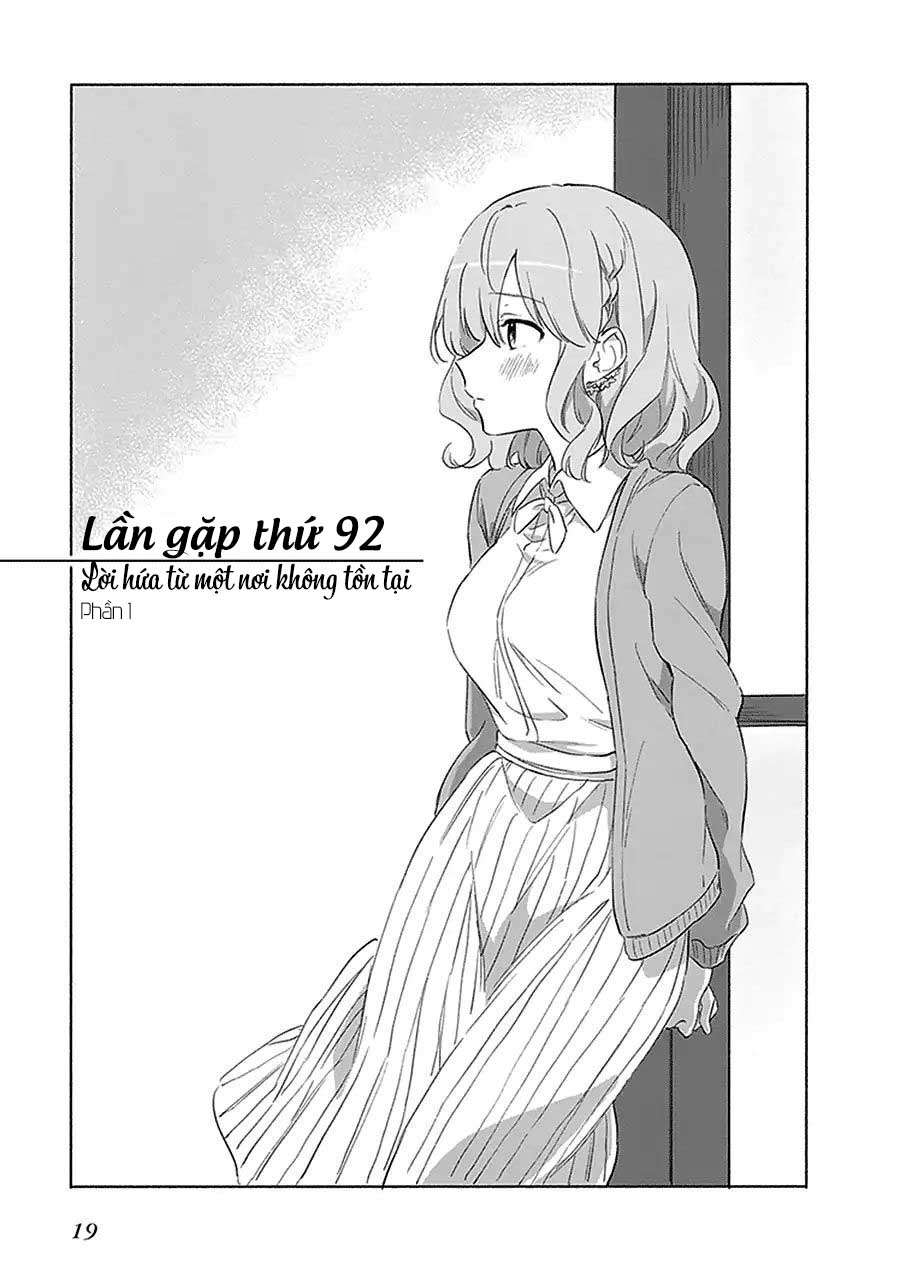 Lần gặp thứ 92
Lời hứa từ một nơi không tồn tại
Phần 1
19